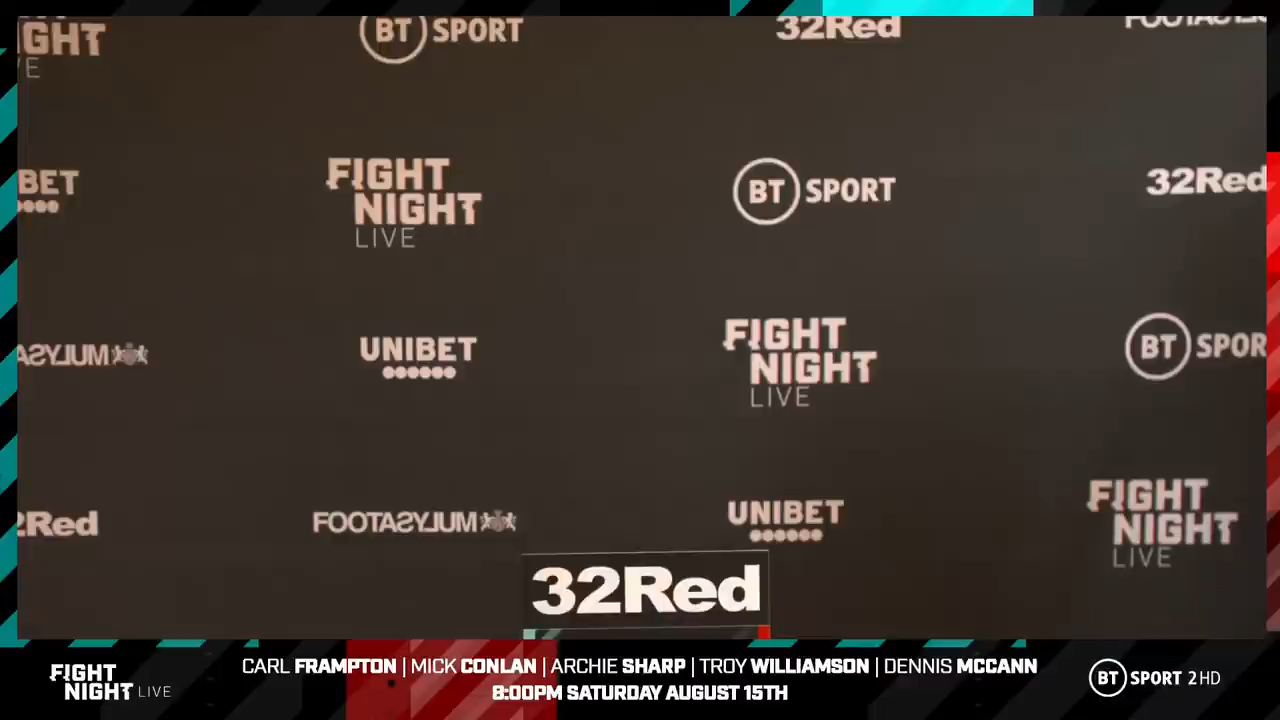 GHT
BT SPORT
32Red
FOOTASYLUM
BET
FIGHT
NIGHT
LIVE
BT SPORT
32Red
ASYLUM
UNIBET
FIGHT
NIGHT
LIVE
BT SPOR
2Red
FOOTASYLUM
UNIBET
FIGHT
NIGHT
LIVE
32Red
FIGHT
NIGHT LIVE
CARL FRAMPTON | MICK CONLAN | ARCHIE SHARP | TROY WILLIAMSON | DENNIS MCCANN
8:00PM SATURDAY AUGUST 15TH
BT SPORT 2HD